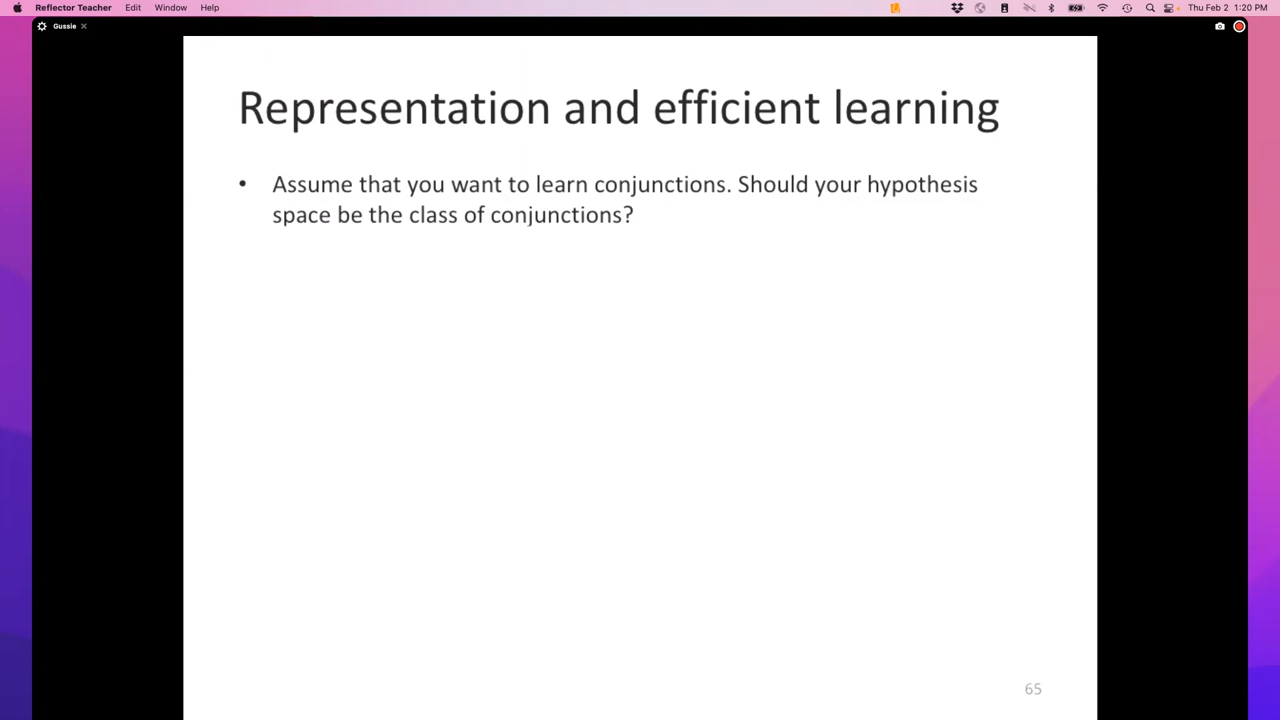 Reflector Teacher Edit Window Help Thu Feb 2 1:20 PM
Gussie
Representation and efficient learning
• Assume that you want to learn conjunctions. Should your hypothesis
space be the class of conjunctions?
65